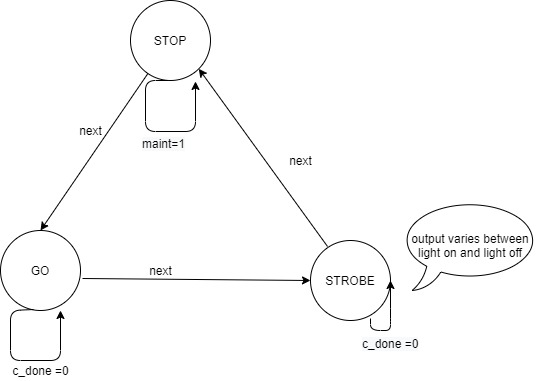 STOP
next
maint=1
next
output varies between
light on and light off
GO
next
STROBE
c_done =0
c_done =0